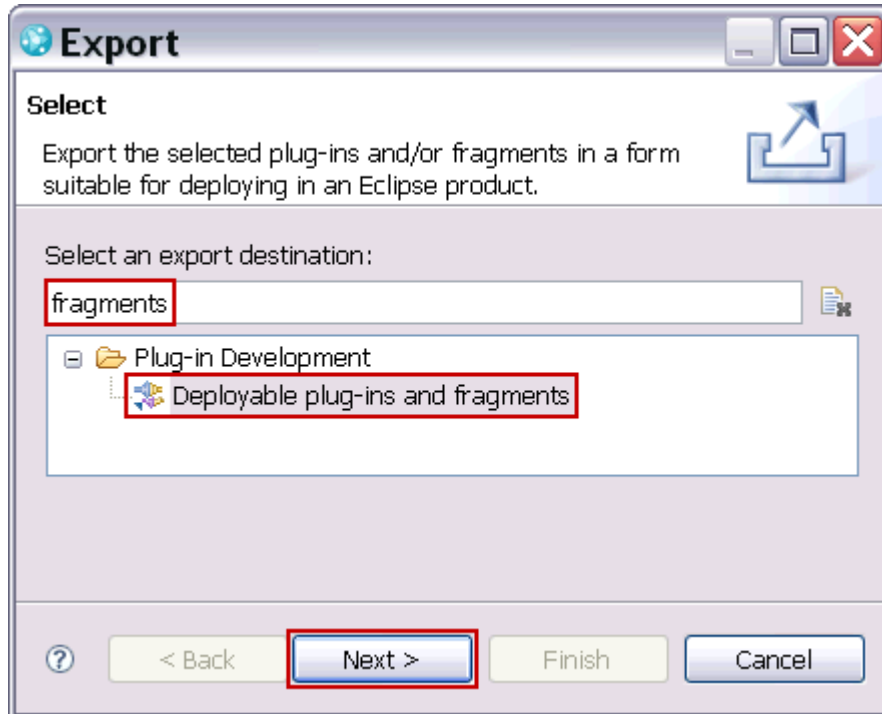 Export
Select
Export the selected plug-ins and/or fragments in a form
suitable for deploying in an Eclipse product.
Select an export destination:
fragments
Plug-in Development
Deployable plug-ins and fragments
? < Back Next > Finish Cancel